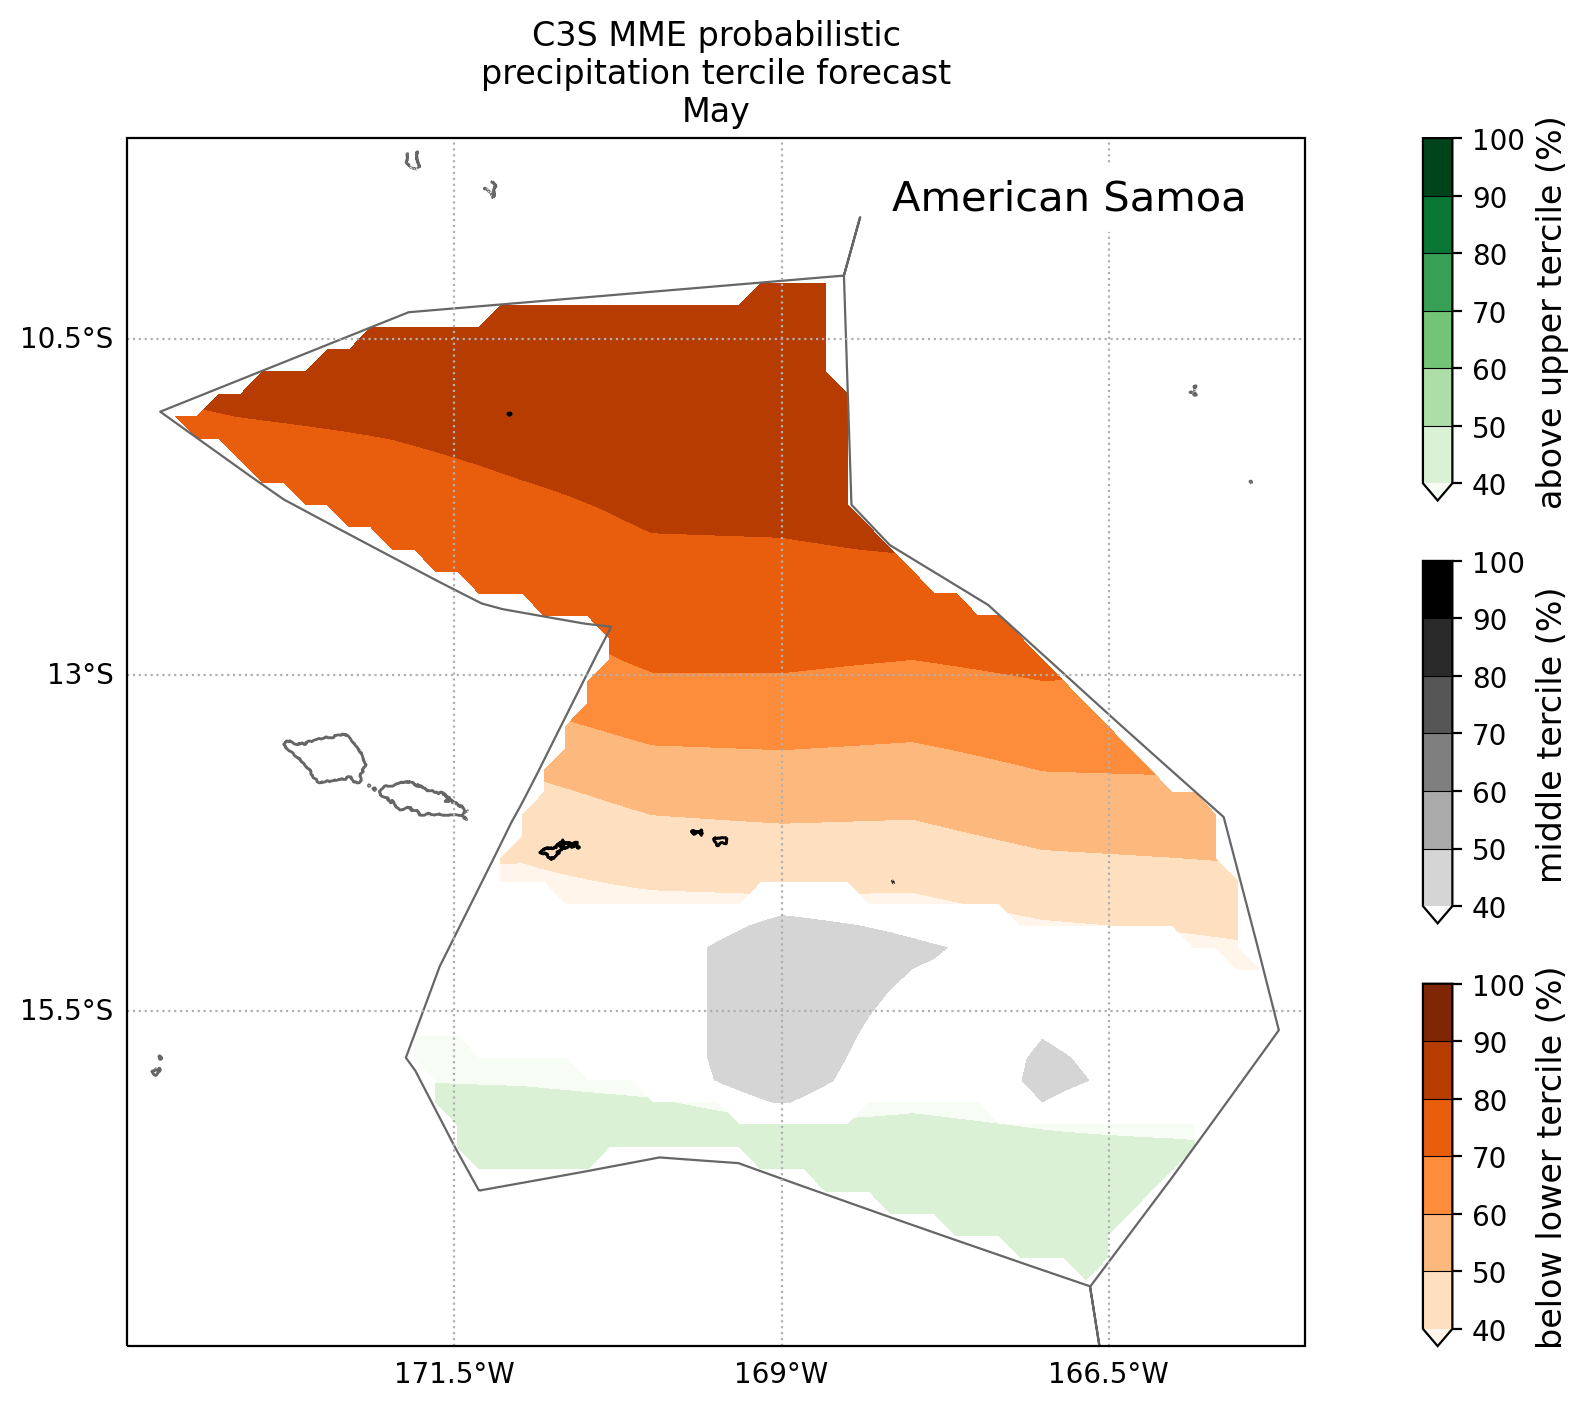 C3S MME probabilistic
precipitation tercile forecast
May
American Samoa
10.5°S
13°S
15.5°S
171.5°W
169°W
166.5°W
100
90
80
70
60
50
40
above upper tercile (%)
100
90
80
70
60
50
40
middle tercile (%)
100
90
80
70
60
50
40
below lower tercile (%)